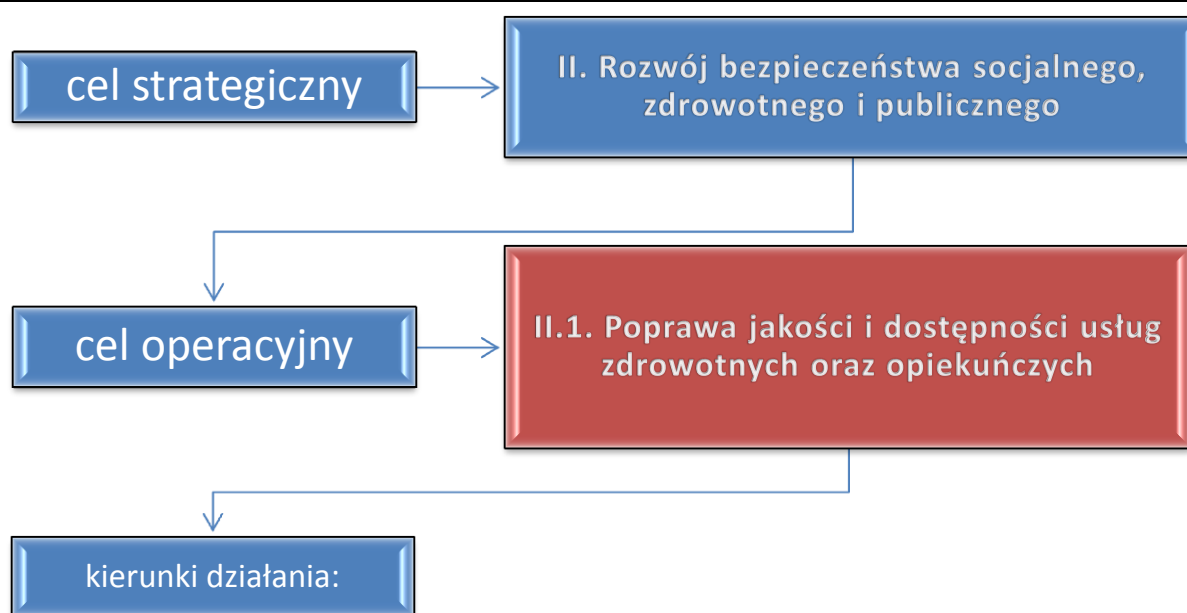 cel strategiczny
II. Rozwój bezpieczeństwa socjalnego,
zdrowotnego i publicznego
cel operacyjny
II.1. Poprawa jakości i dostępności usług
zdrowotnych oraz opiekuńczych
kierunki działania: